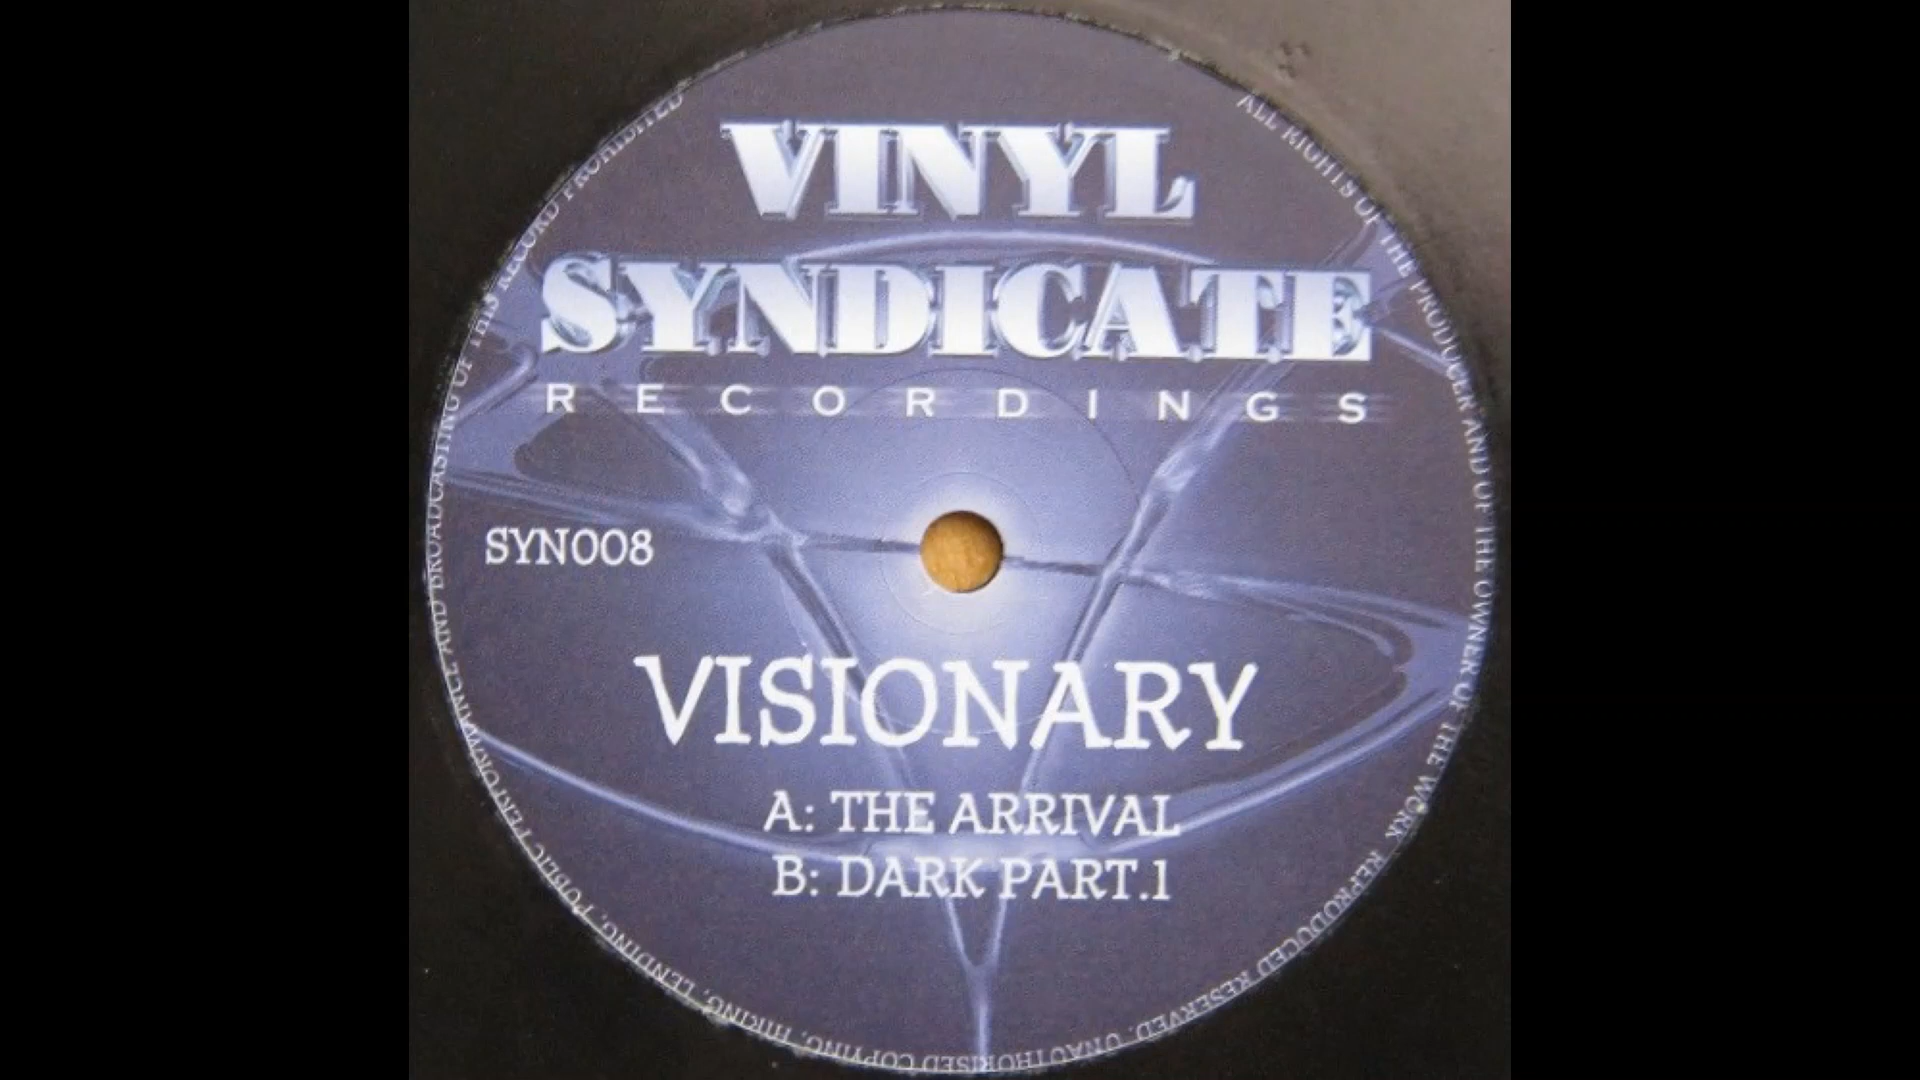 VINYL
SYNDICATE
RECORDINGS
SYN008
VISIONARY
A: THE ARRIVAL
B: DARK PART.1
ALL RIGHTS OF THE PRODUCER AND OF THE OWNER OF THE WORK REPRODUCED RESERVED. UNAUTHORISED COPYING, HIRING, LENDING, PUBLIC PERFORMANCE AND BROADCASTING OF THIS RECORD PROHIBITED